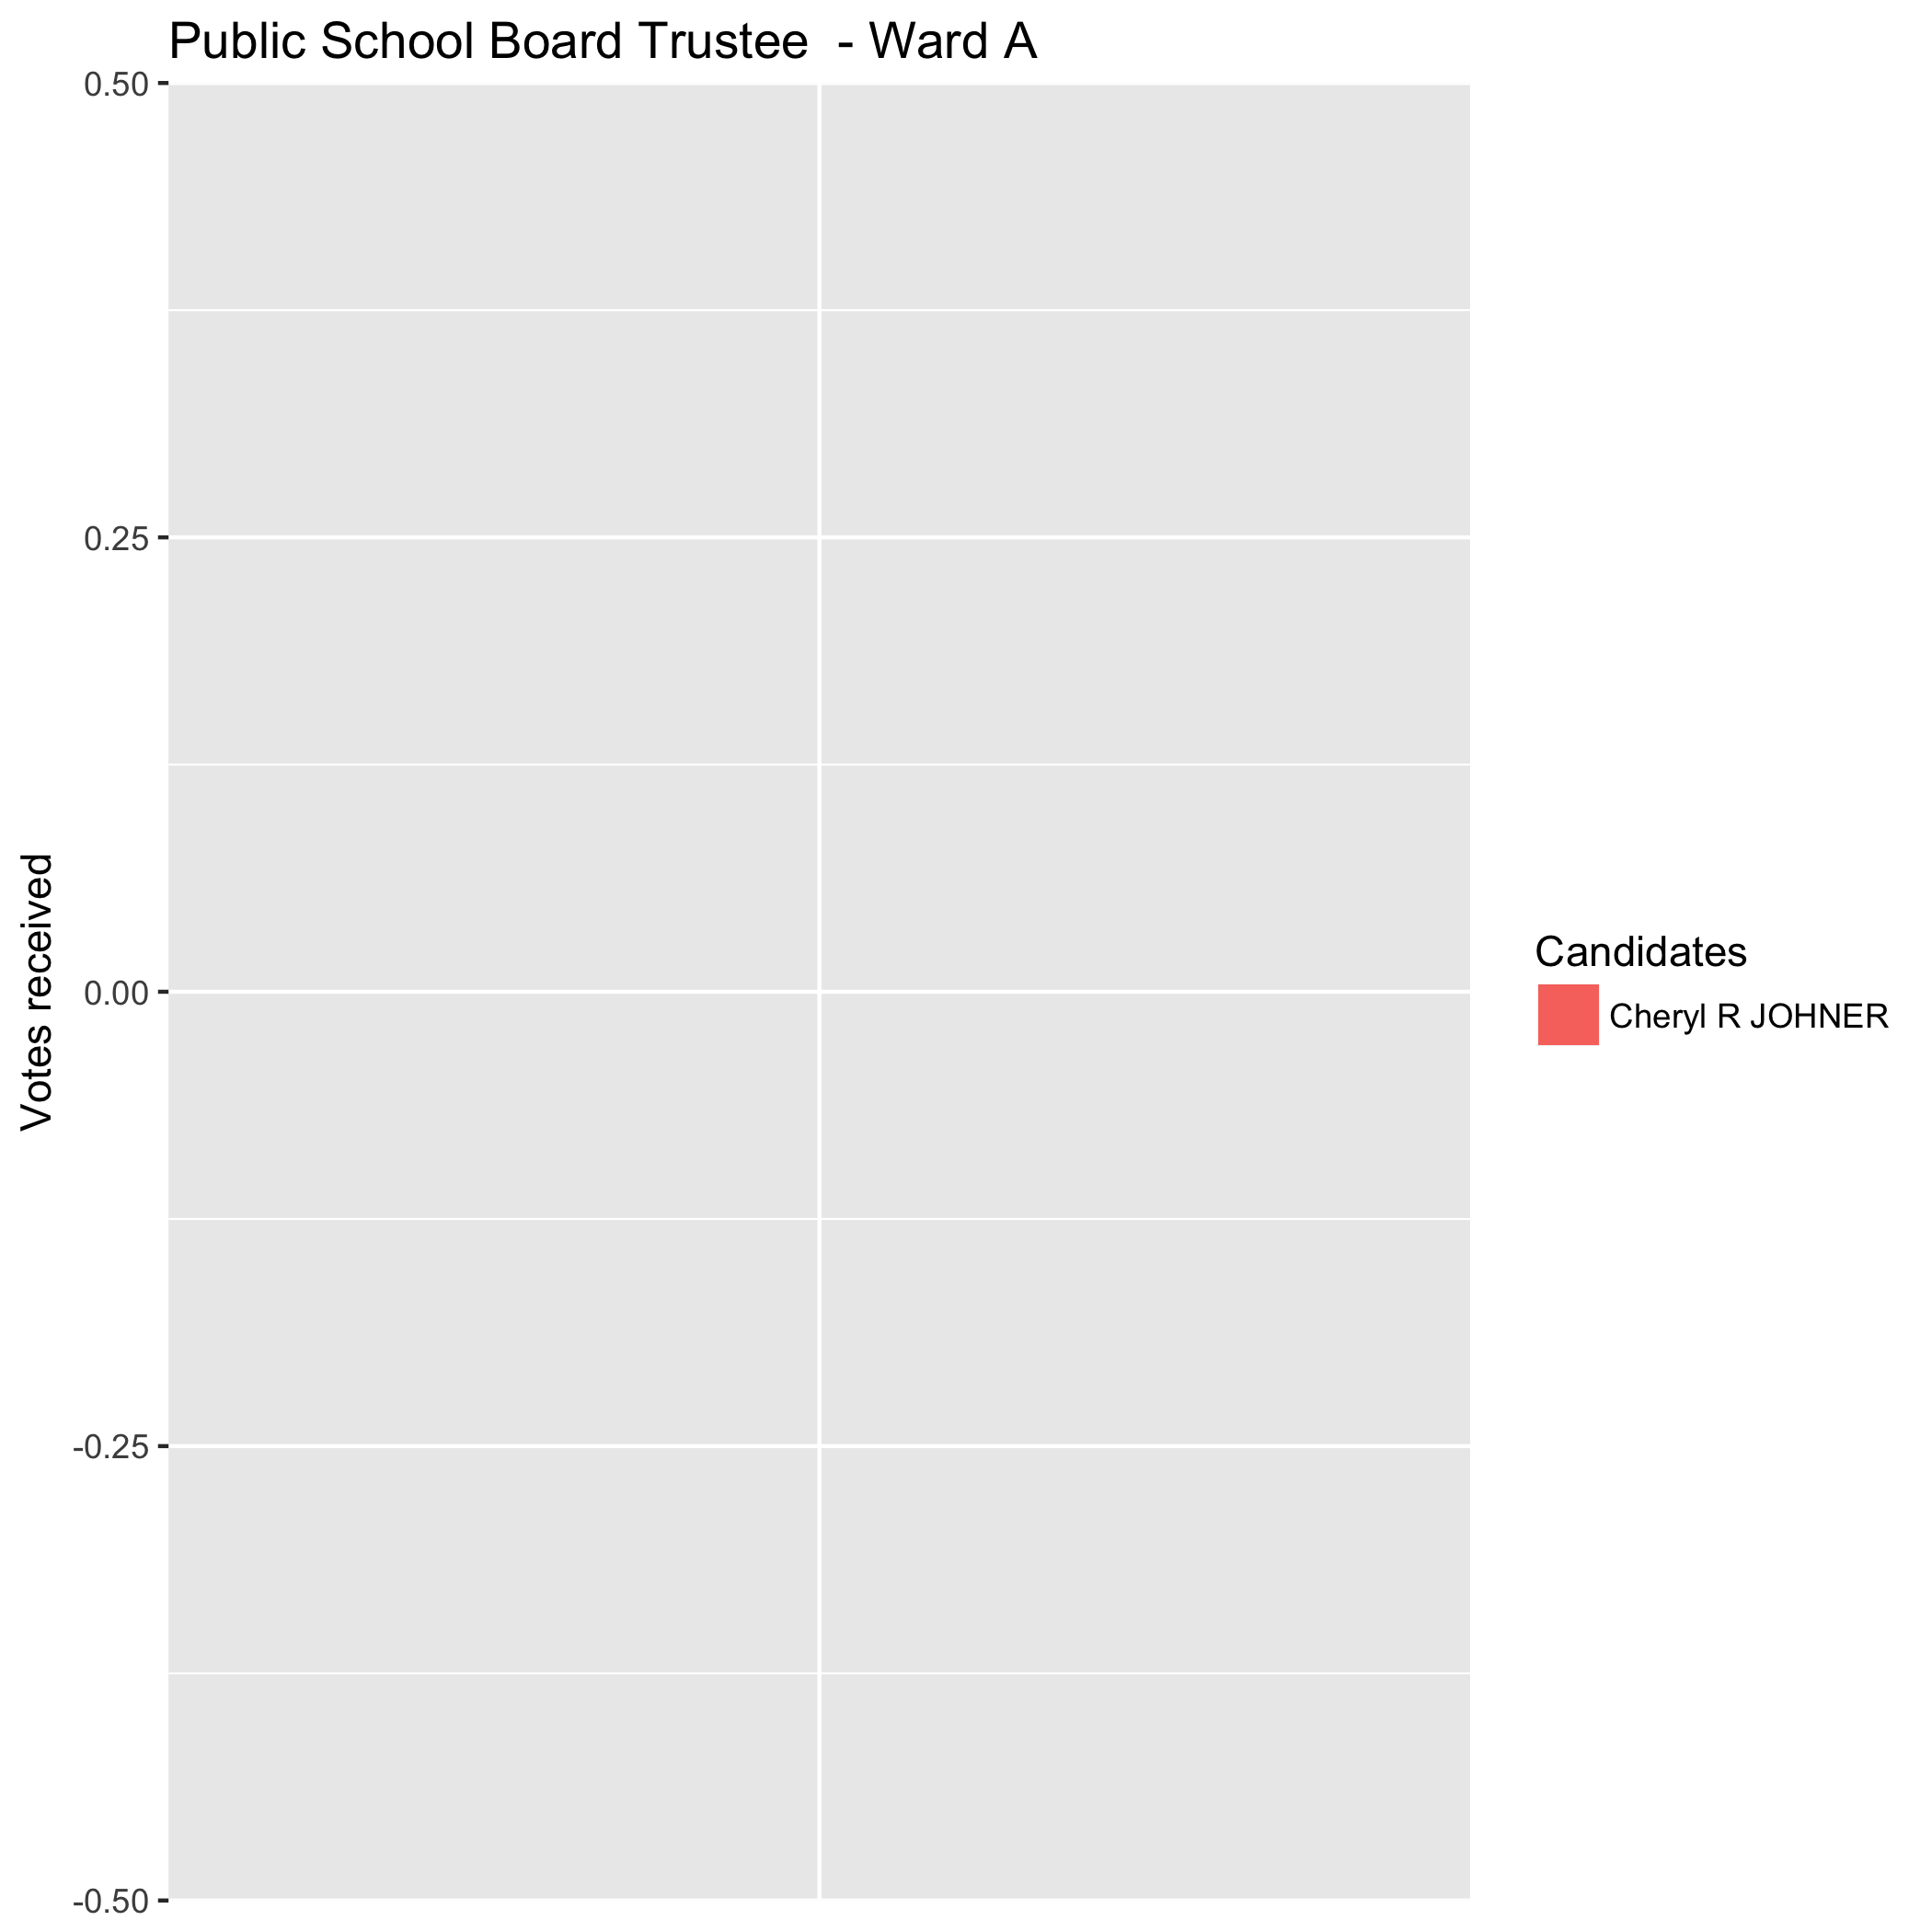 Public School Board Trustee  - Ward A
0.50
0.25
0.00
-0.25
-0.50
Votes received
Candidates
Cheryl R JOHNER